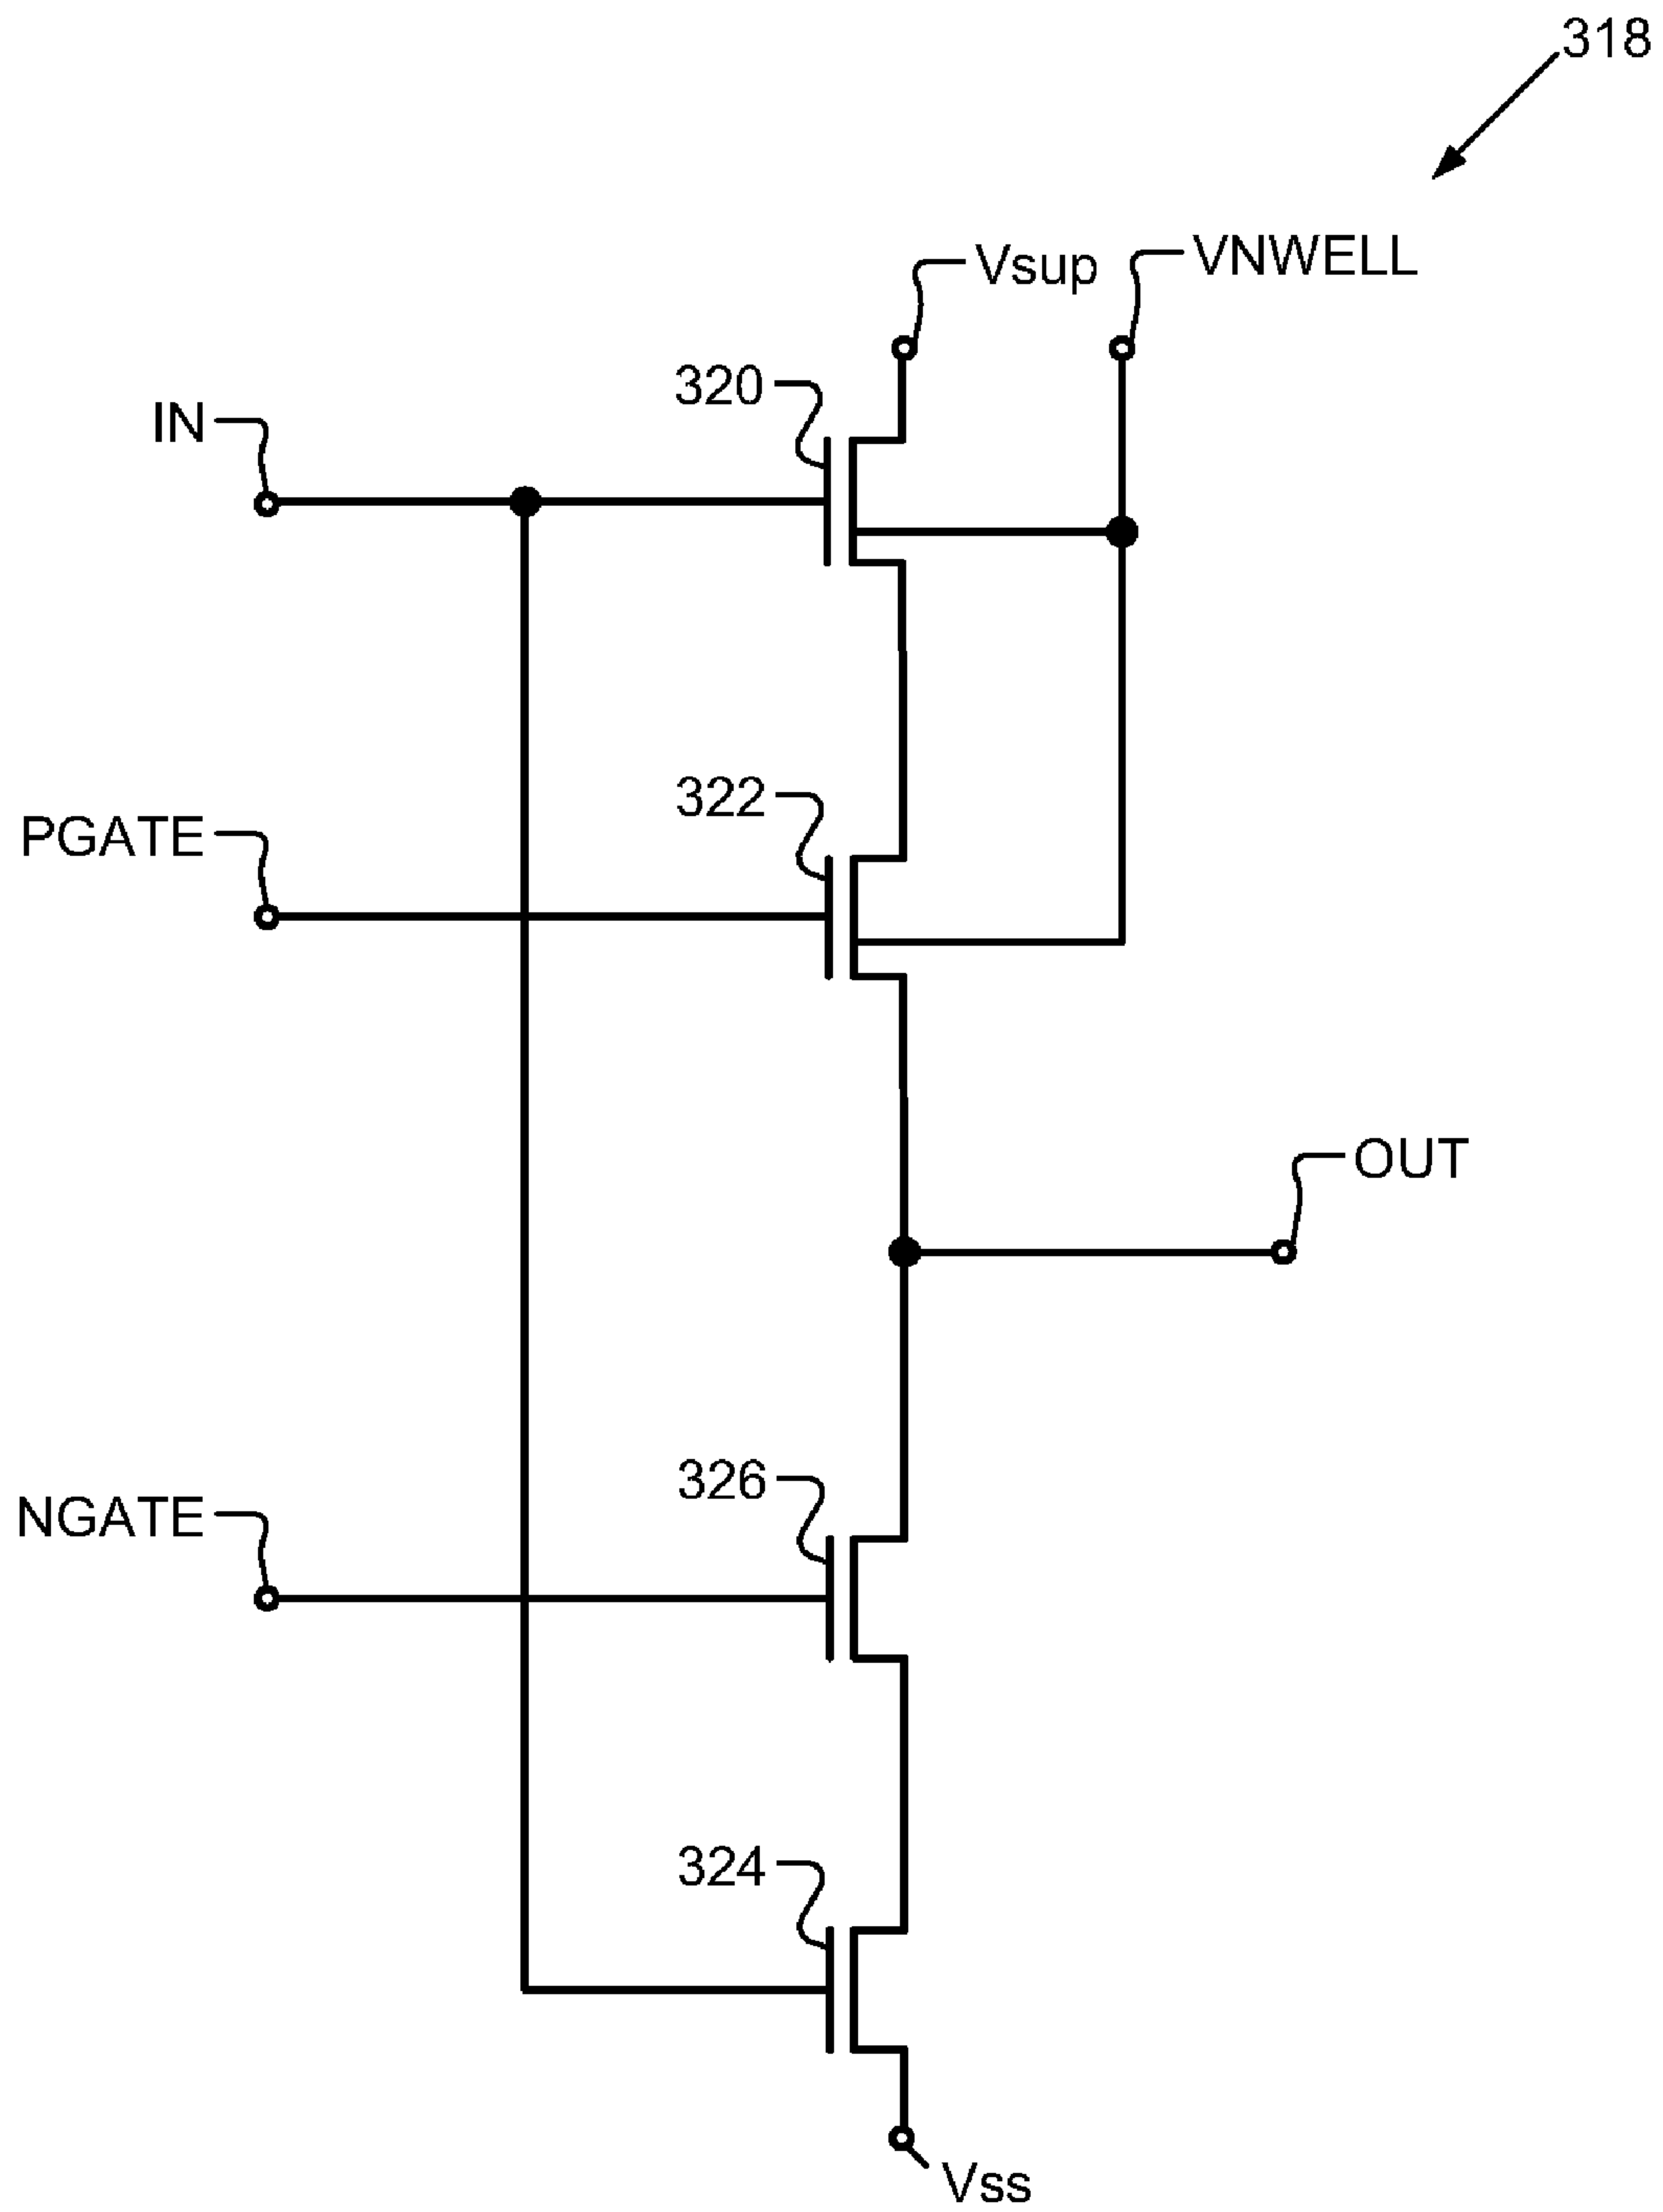 318
Vsup
VNWELL
320
IN
322
PGATE
OUT
326
NGATE
324
Vss